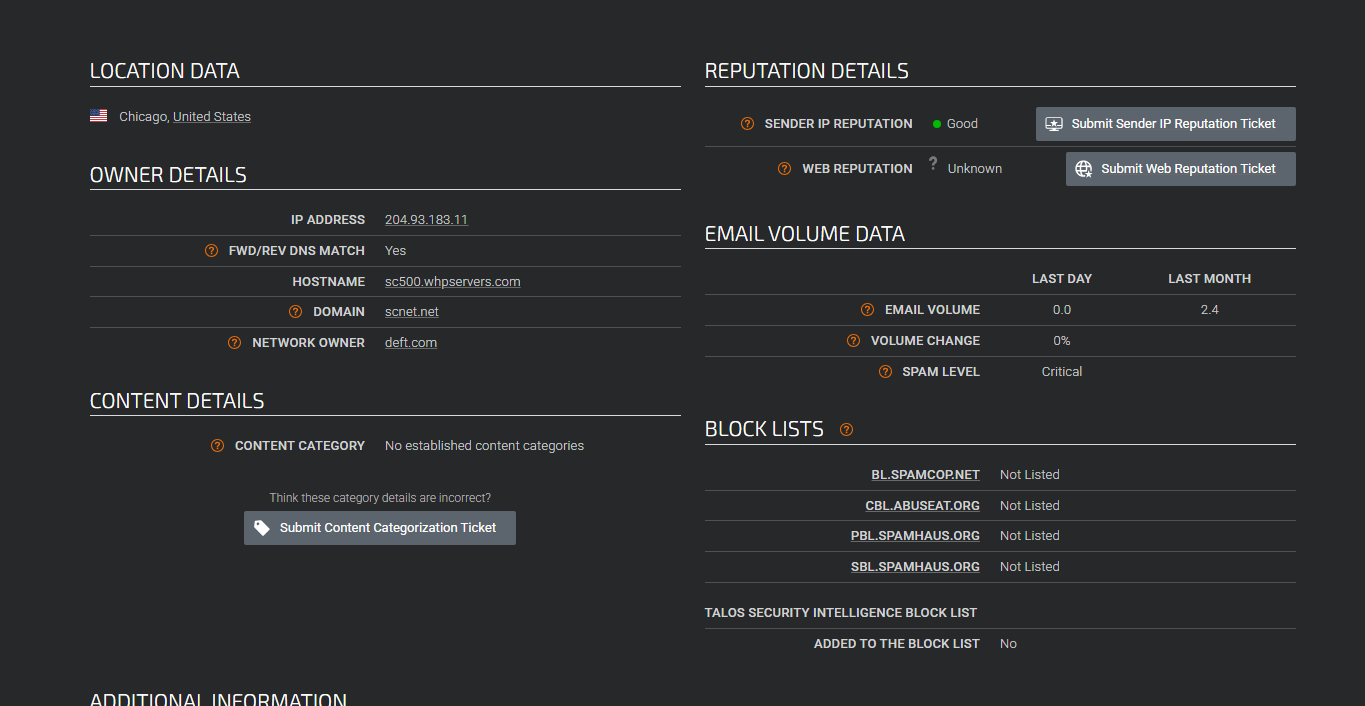 LOCATION DATA
Chicago, United States
OWNER DETAILS
IP ADDRESS 204.93.183.11
FWD/REV DNS MATCH Yes
HOSTNAME sc500.whpservers.com
DOMAIN scnet.net
NETWORK OWNER deft.com
CONTENT DETAILS
CONTENT CATEGORY No established content categories
Think these category details are incorrect?
Submit Content Categorization Ticket
REPUTATION DETAILS
SENDER IP REPUTATION Good Submit Sender IP Reputation Ticket
WEB REPUTATION ? Unknown Submit Web Reputation Ticket
EMAIL VOLUME DATA
LAST DAY LAST MONTH
EMAIL VOLUME 0.0 2.4
VOLUME CHANGE 0%
SPAM LEVEL Critical
BLOCK LISTS
BL.SPAMCOP.NET Not Listed
CBL.ABUSEAT.ORG Not Listed
PBL.SPAMHAUS.ORG Not Listed
SBL.SPAMHAUS.ORG Not Listed
TALOS SECURITY INTELLIGENCE BLOCK LIST
ADDED TO THE BLOCK LIST No
ADDITIONAL INFORMATION